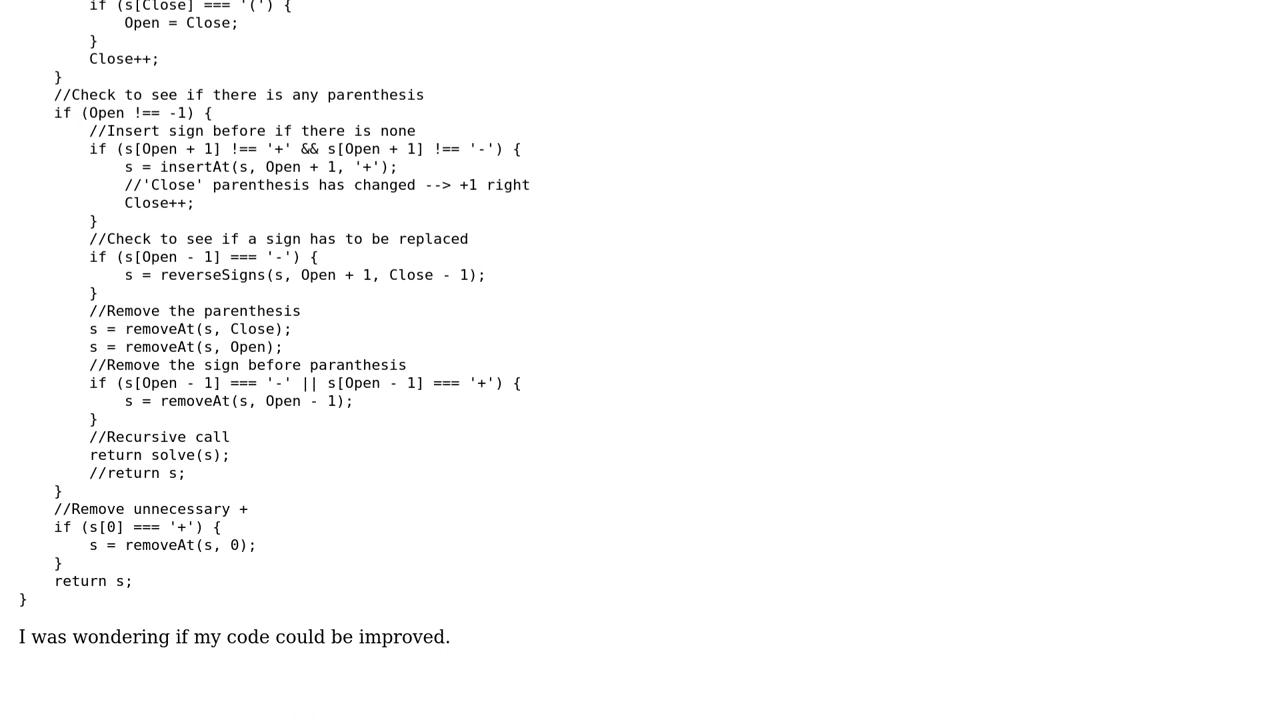 if (s[Close] === '(') {
Open = Close;
}
Close++;
}
//Check to see if there is any parenthesis
if (Open !== -1) {
//Insert sign before if there is none
if (s[Open + 1] !== '+' && s[Open + 1] !== '-') {
s = insertAt(s, Open + 1, '+');
//'Close' parenthesis has changed --> +1 right
Close++;
}
//Check to see if a sign has to be replaced
if (s[Open - 1] === '-') {
s = reverseSigns(s, Open + 1, Close - 1);
}
//Remove the parenthesis
s = removeAt(s, Close);
s = removeAt(s, Open);
//Remove the sign before paranthesis
if (s[Open - 1] === '-' || s[Open - 1] === '+') {
s = removeAt(s, Open - 1);
}
//Recursive call
return solve(s);
//return s;
}
//Remove unnecessary +
if (s[0] === '+') {
s = removeAt(s, 0);
}
return s;
}
I was wondering if my code could be improved.